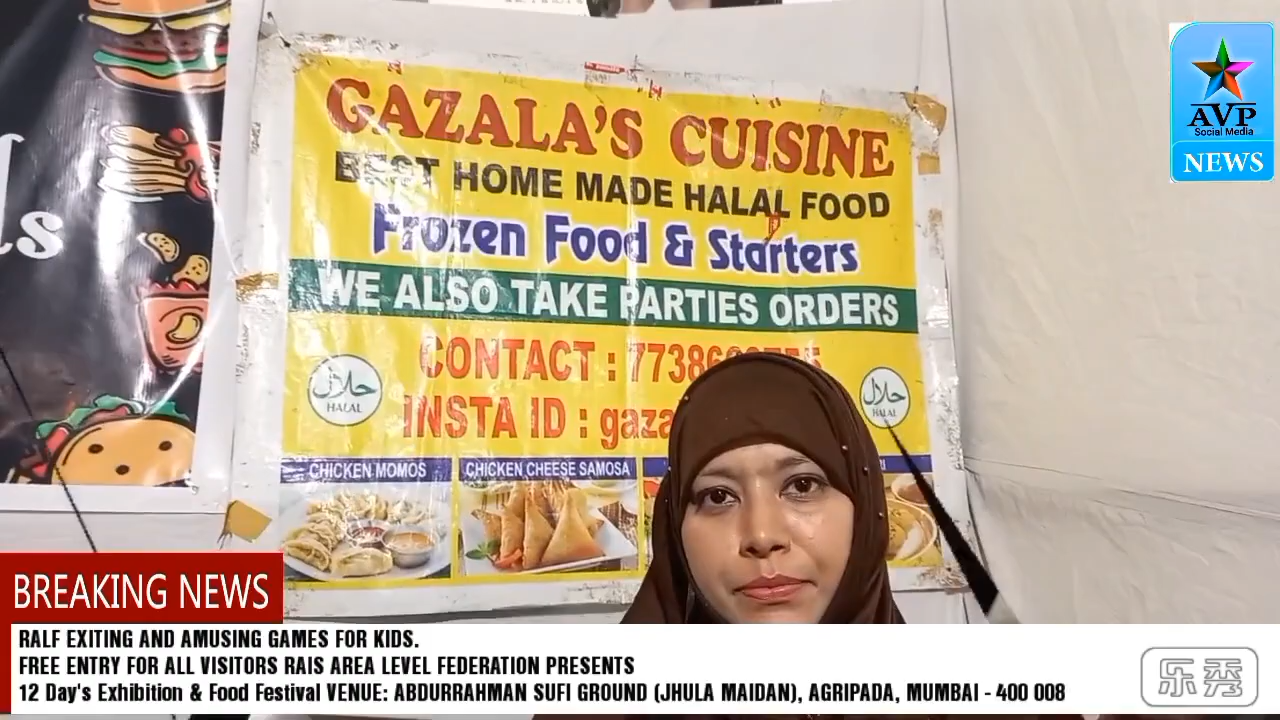 GAZALA'S CUISINE
BEST HOME MADE HALAL FOOD
Frozen Food & Starters
WE ALSO TAKE PARTIES ORDERS
CONTACT : 7738
INSTA ID : gaza
حلال
HALAL
حلال
HALAL
CHICKEN MOMOS
CHICKEN CHEESE SAMOSA
ls
AVP
Social Media
NEWS
BREAKING NEWS
RALF EXITING AND AMUSING GAMES FOR KIDS.
FREE ENTRY FOR ALL VISITORS RAIS AREA LEVEL FEDERATION PRESENTS
12 Day's Exhibition & Food Festival VENUE: ABDURRAHMAN SUFI GROUND (JHULA MAIDAN), AGRIPADA, MUMBAI - 400 008
乐秀